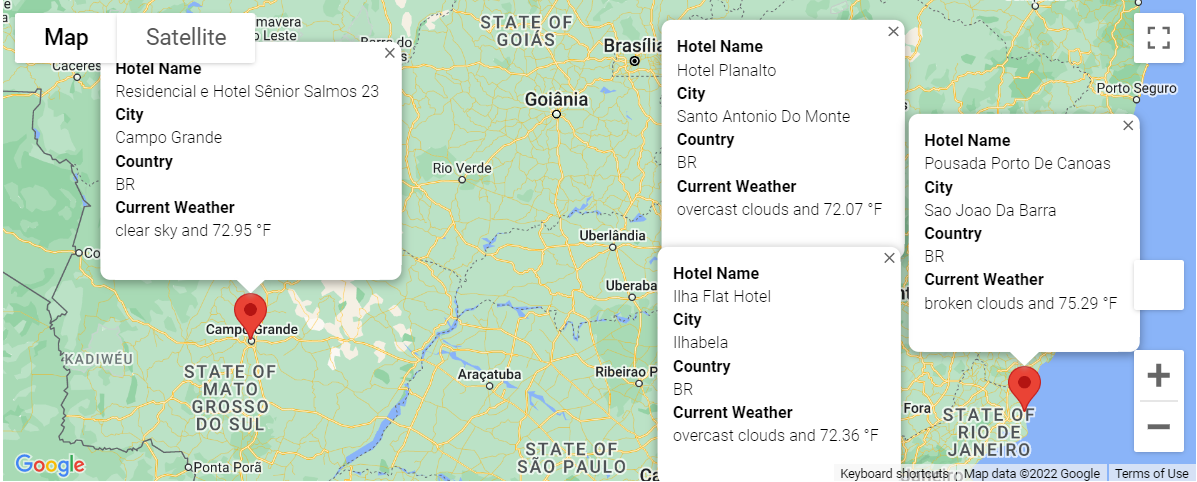 Map
Satellite
Hotel Name
Residencial e Hotel Sênior Salmos 23
City
Campo Grande
Country
BR
Current Weather
clear sky and 72.95 °F
Hotel Name
Hotel Planalto
City
Santo Antonio Do Monte
Country
BR
Current Weather
overcast clouds and 72.07 °F
Hotel Name
Pousada Porto De Canoas
City
Sao Joao Da Barra
Country
BR
Current Weather
broken clouds and 75.29 °F
Hotel Name
Ilha Flat Hotel
City
Ilhabela
Country
BR
Current Weather
overcast clouds and 72.36 °F
STATE OF
GOIÁS
Brasília
Goiânia
Porto Seguro
Cáceres
Rio Verde
Uberlândia
Uberaba
Campo Grande
KADIWÉU
STATE OF
MATO
GROSSO
DO SUL
Araçatuba
Ribeirao P
Fora
STATE OF
RIO DE
JANEIRO
Ponta Porã
STATE OF
SÃO PAULO
Google
Keyboard shortcuts
Map data ©2022 Google
Terms of Use